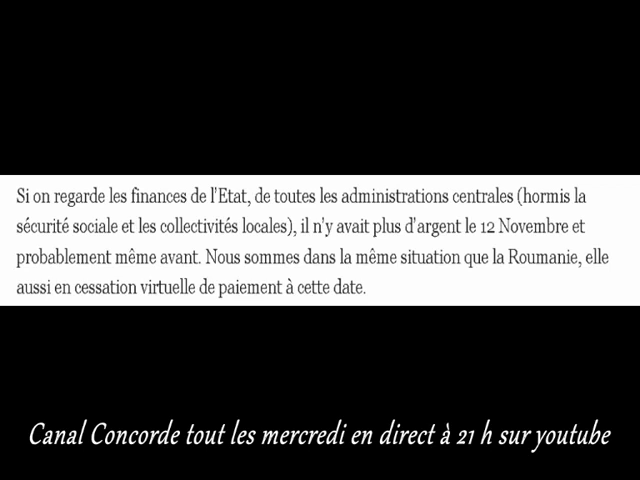 Si on regarde les finances de l'Etat, de toutes les administrations centrales (hormis la
sécurité sociale et les collectivités locales), il n'y avait plus d'argent le 12 Novembre et
probablement même avant. Nous sommes dans la même situation que la Roumanie, elle
aussi en cessation virtuelle de paiement à cette date.
Canal Concorde tout les mercredi en direct à 21 h sur youtube